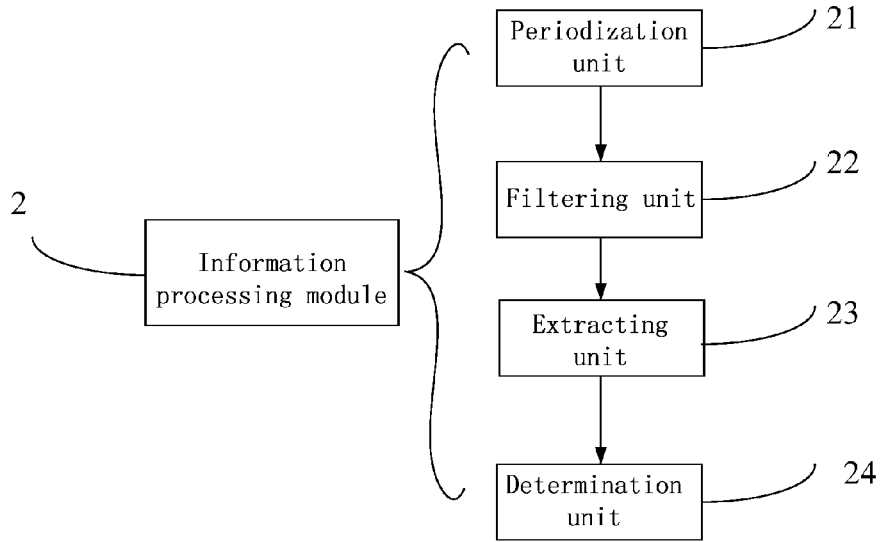 Periodization
unit
21
Filtering unit
22
2
Information
processing module
Extracting
unit
23
Determination
unit
24